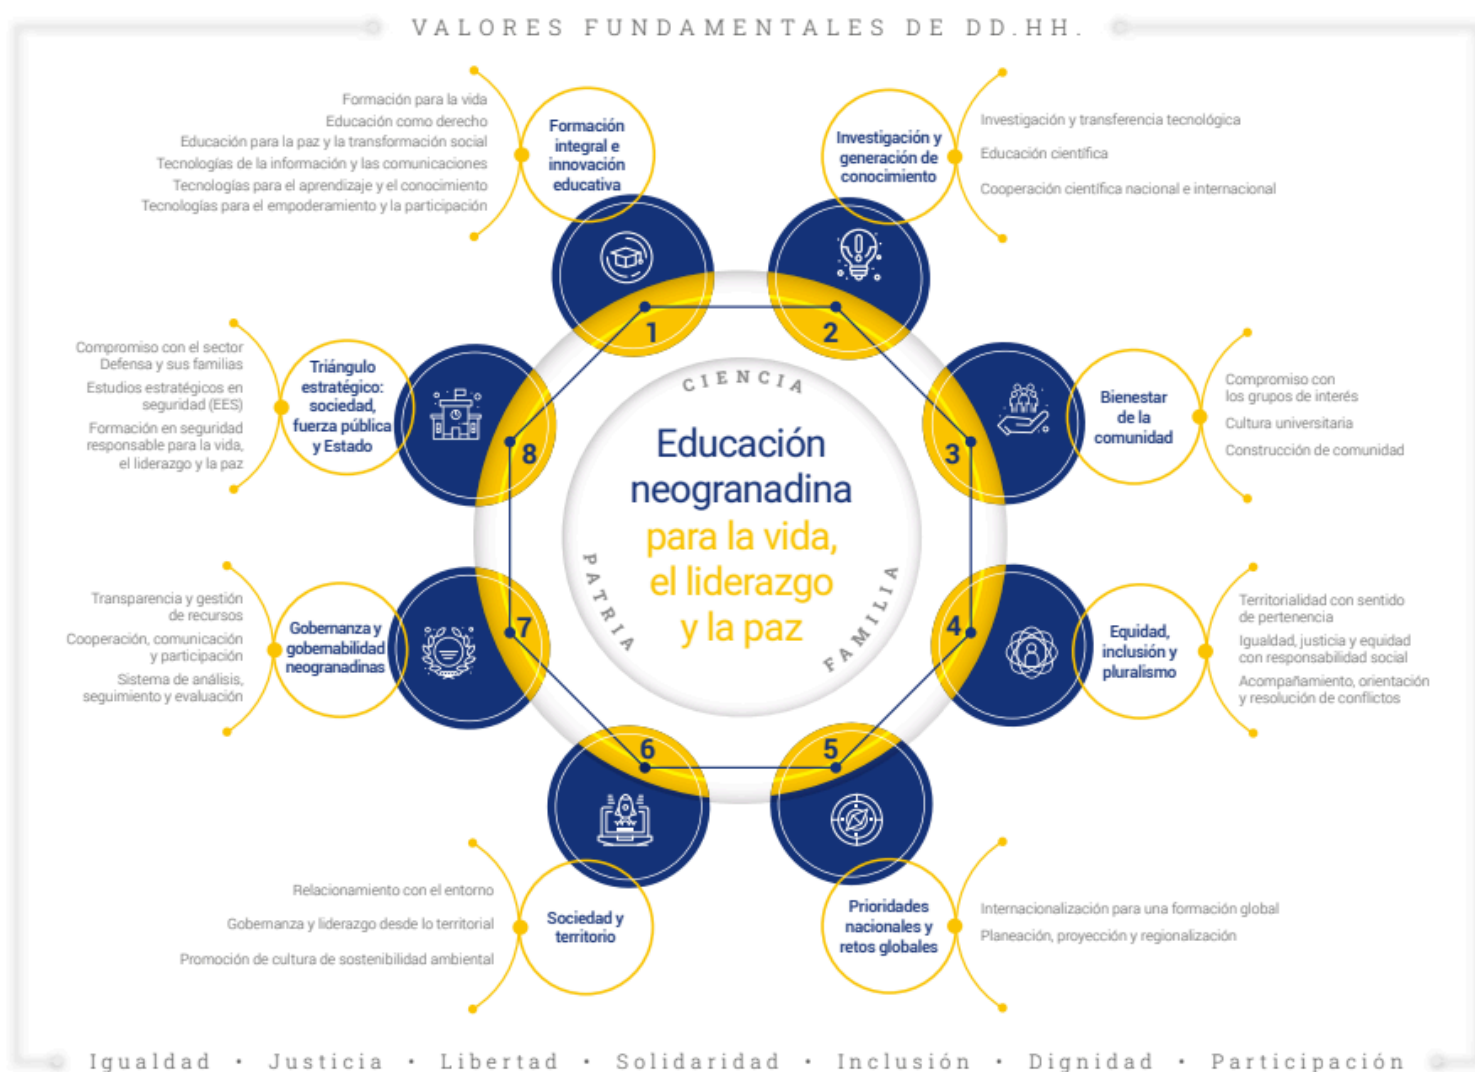 VALORES FUNDAMENTALES DE DD.HH.
Formación para la vida
Educación como derecho
Educación para la paz y la transformación social
Tecnologías de la información y las comunicaciones
Tecnologías para el aprendizaje y el conocimiento
Tecnologías para el empoderamiento y la participación
Formación
integral e
innovación
educativa
1
Investigación y
generación de
conocimiento
Investigación y transferencia tecnológica
Educación científica
Cooperación científica nacional e internacional
2
Bienestar
de la
comunidad
Compromiso con
los grupos de interés
Cultura universitaria
Construcción de comunidad
3
Equidad,
inclusión y
pluralismo
Territorialidad con sentido
de pertenencia
Igualdad, justicia y equidad
con responsabilidad social
Acompañamiento, orientación
y resolución de conflictos
4
Prioridades
nacionales y
retos globales
Internacionalización para una formación global
Planeación, proyección y regionalización
5
Relacionamiento con el entorno
Gobernanza y liderazgo desde lo territorial
Promoción de cultura de sostenibilidad ambiental
Sociedad y
territorio
6
Transparencia y gestión
de recursos
Cooperación, comunicación
y participación
Sistema de análisis,
seguimiento y evaluación
Gobernanza y
gobernabilidad
neogranadinas
7
Compromiso con el sector
Defensa y sus familias
Estudios estratégicos en
seguridad (EES)
Formación en seguridad
responsable para la vida,
el liderazgo y la paz
Triángulo
estratégico:
sociedad,
fuerza pública
y Estado
8
CIENCIA
PATRIA
FAMILIA
Educación
neogranadina
para la vida,
el liderazgo
y la paz
Igualdad • Justicia • Libertad • Solidaridad • Inclusión • Dignidad • Participación